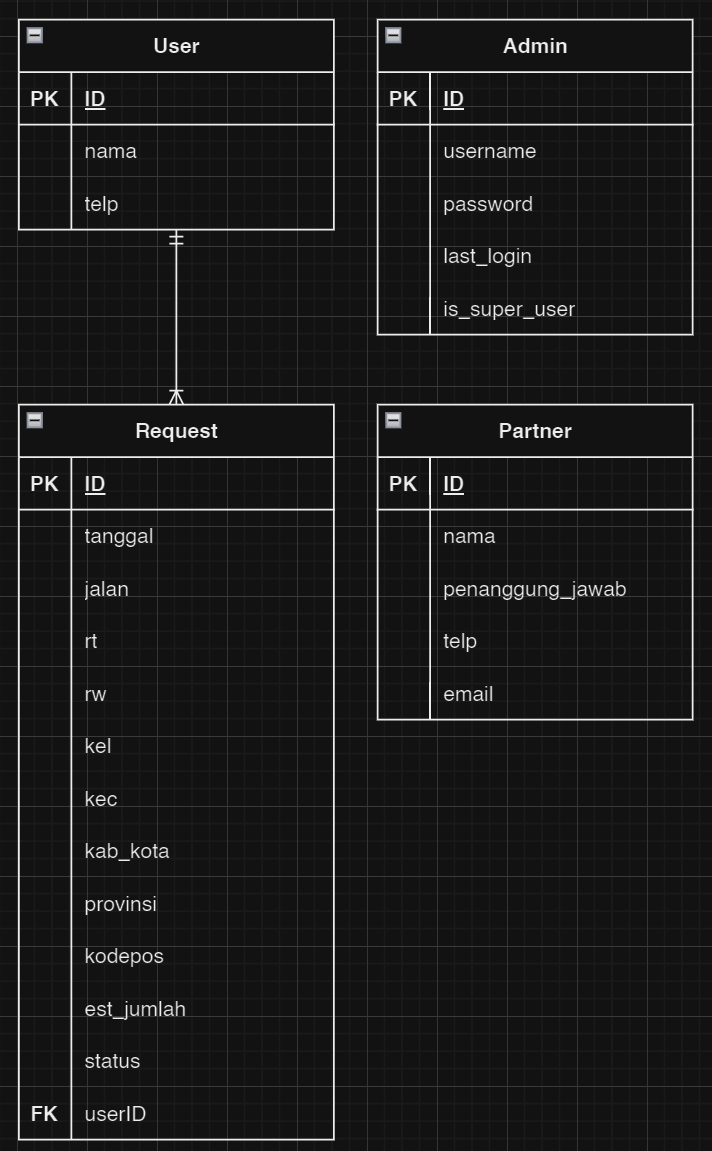 User
PK ID
nama
telp
Admin
PK ID
username
password
last_login
is_super_user
Request
PK ID
tanggal
jalan
rt
rw
kel
kec
kab_kota
provinsi
kodepos
est_jumlah
status
FK userID
Partner
PK ID
nama
penanggung_jawab
telp
email